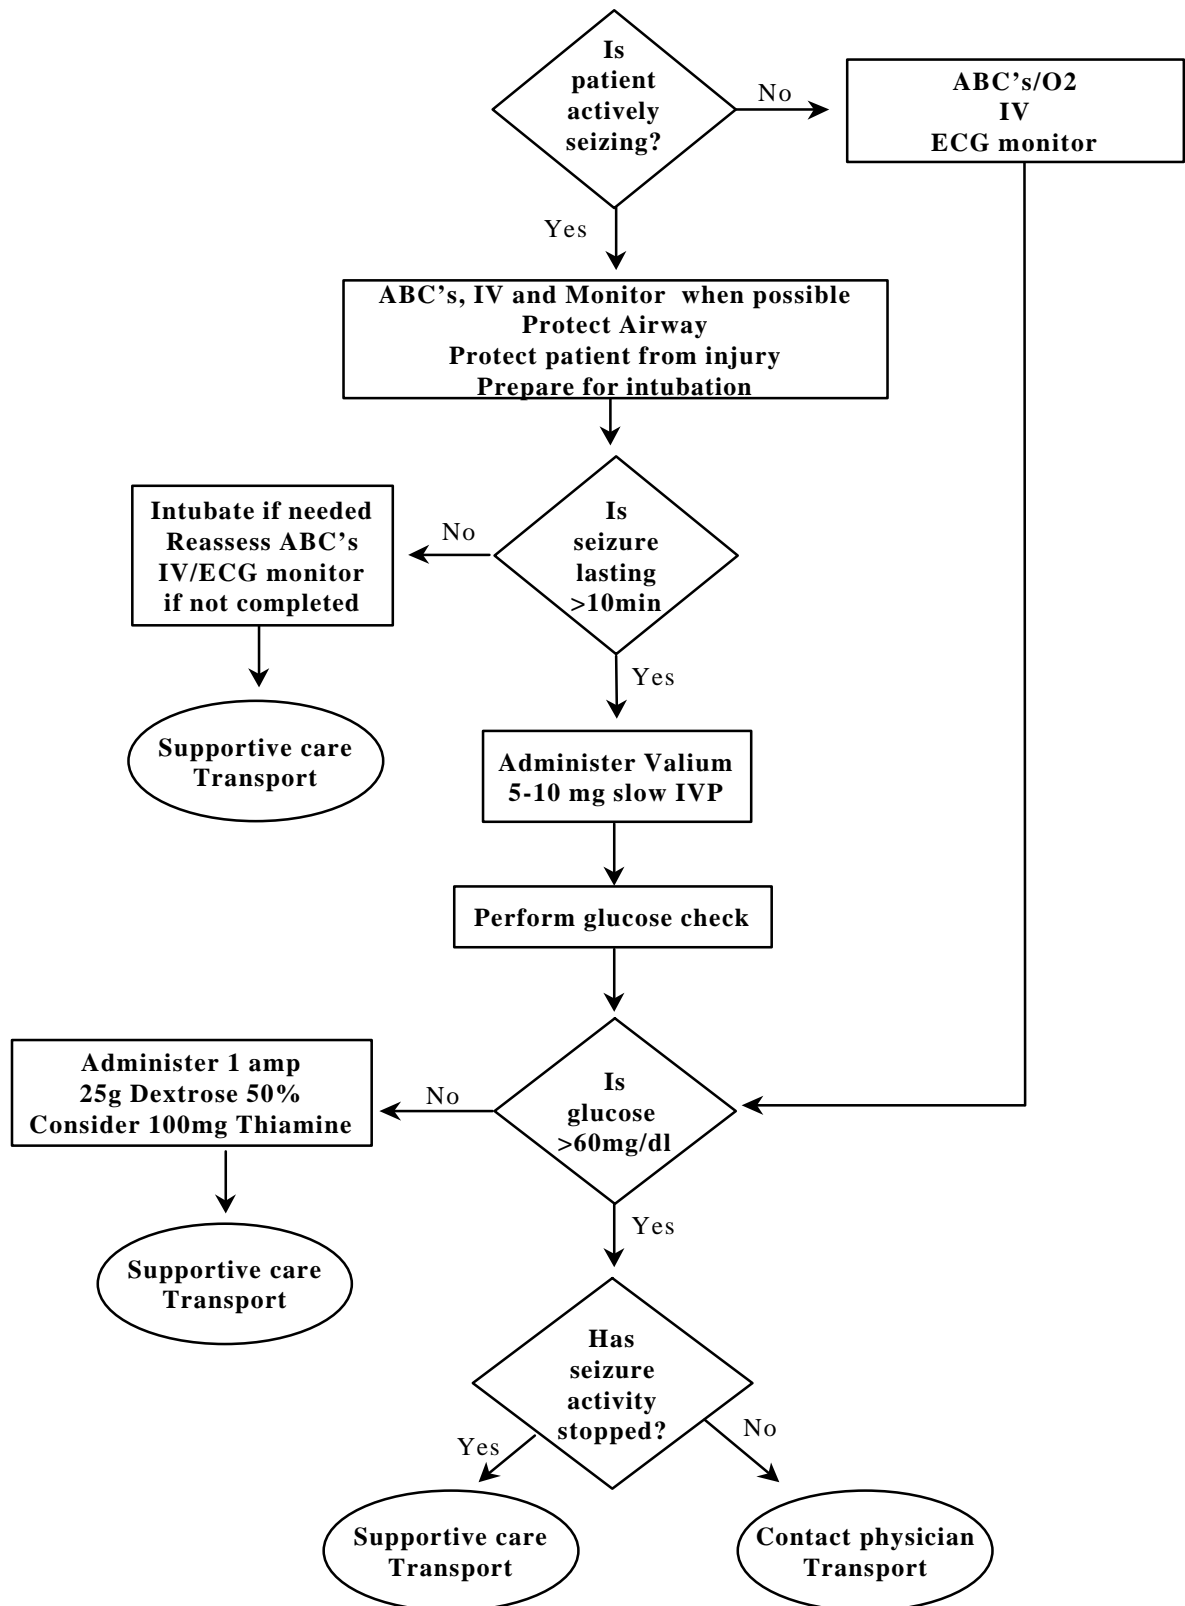 Is
patient
actively
seizing?
No
ABC's/O2
IV
ECG monitor
Yes
ABC's, IV and Monitor  when possible
Protect Airway
Protect patient from injury
Prepare for intubation
Is
seizure
lasting
>10min
No
Intubate if needed
Reassess ABC's
IV/ECG monitor
if not completed
Supportive care
Transport
Yes
Administer Valium
5-10 mg slow IVP
Perform glucose check
Is
glucose
>60mg/dl
No
Administer 1 amp
25g Dextrose 50%
Consider 100mg Thiamine
Supportive care
Transport
Yes
Has
seizure
activity
stopped?
Yes
No
Supportive care
Transport
Contact physician
Transport